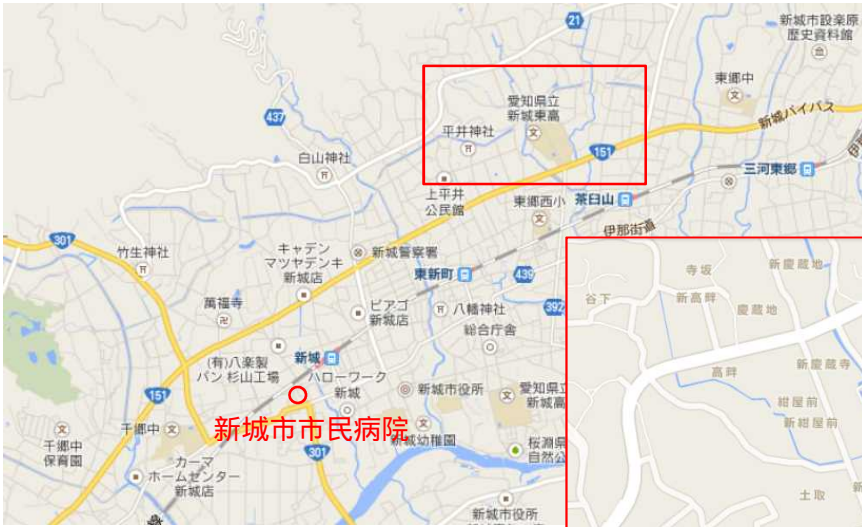 21
新城市設楽原
歴史資料館
東郷中
437
愛知県立
新城東高
平井神社
新城バイパス
白山神社
151
三河東郷
上平井
公民館
東郷西小
茶臼山
伊那街道
301
竹生神社
キャデン
マツヤデンキ
新城店
新城警察署
東新町
439
萬福寺
ピアゴ
新城店
八幡神社
392
総合庁舎
(有)八楽製
パン 杉山工場
新城
ハローワーク
新城
151
新城市役所
愛知県立
新城高
新城市市民病院
千郷中
千郷中
保育園
新城幼稚園
301
桜淵県
自然公
カーマ
ホームセンター
新城店
新城市役所
寺坂
新慶蔵地
谷下
新高畔
慶蔵地
高畔
新慶蔵寺
紺屋前
新紺屋前
土取
新